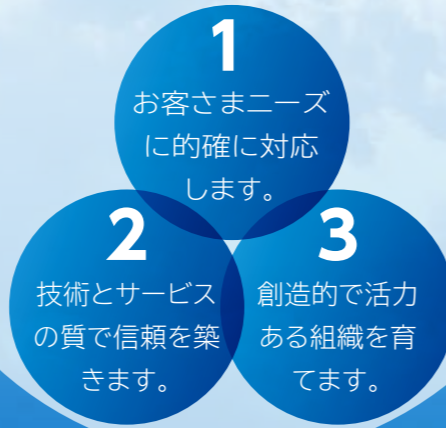 1
お客さまニーズ
に的確に対応
します。
2
技術とサービス
の質で信頼を築
きます。
3
創造的で活力
ある組織を育
てます。